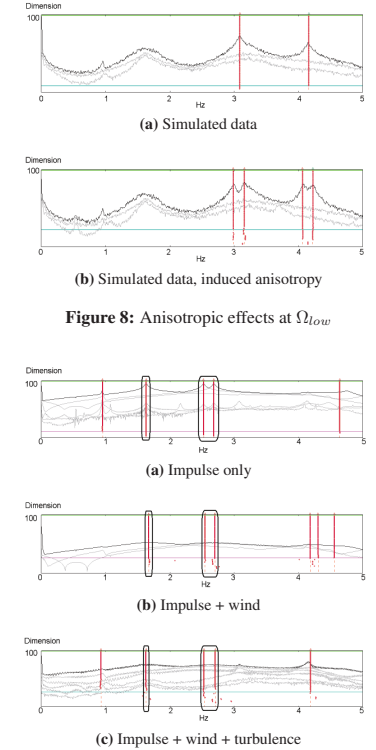 Dimension
100
0 1 2 3 4 5
Hz
(a) Simulated data
Dimension
100
0 1 2 3 4 5
Hz
(b) Simulated data, induced anisotropy
Figure 8: Anisotropic effects at Ωlow
Dimension
100
0 1 2 3 4 5
Hz
(a) Impulse only
Dimension
100
0 1 2 3 4 5
Hz
(b) Impulse + wind
Dimension
100
0 1 2 3 4 5
Hz
(c) Impulse + wind + turbulence